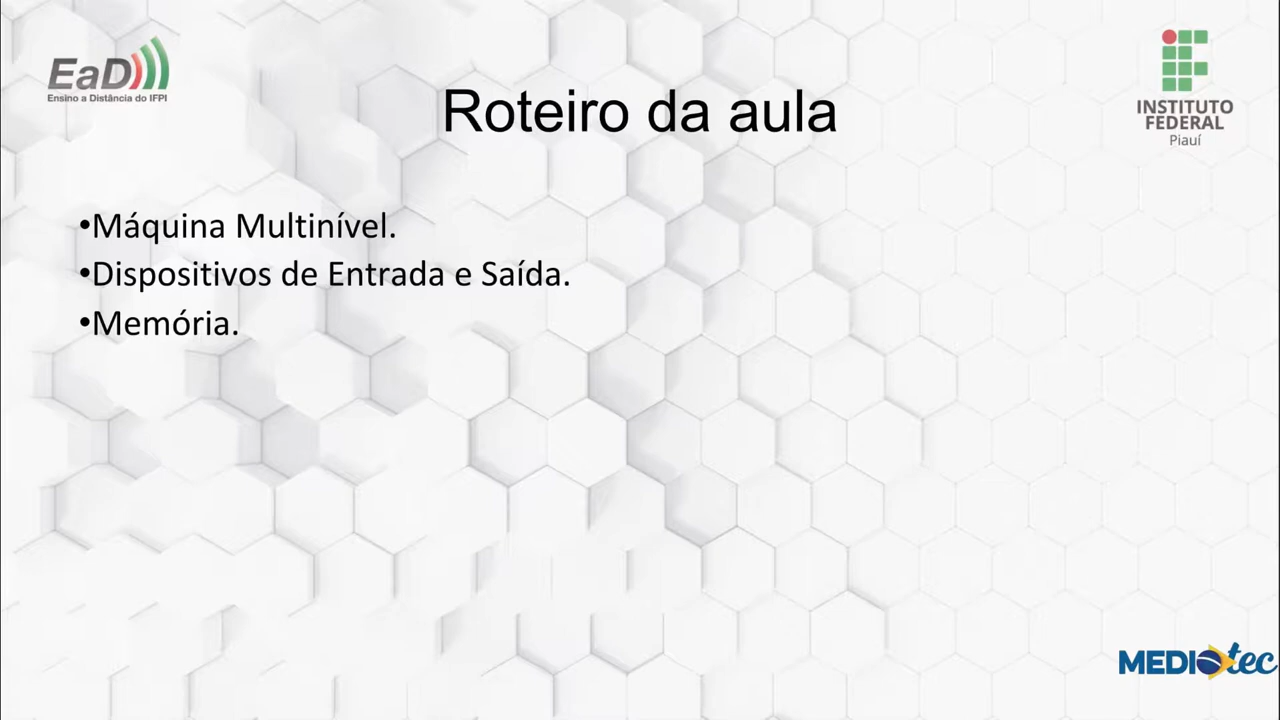 EaD
Ensino a Distância do IFPI
INSTITUTO
FEDERAL
Piauí
Roteiro da aula
•Máquina Multinível.
•Dispositivos de Entrada e Saída.
•Memória.
MEDIOtec